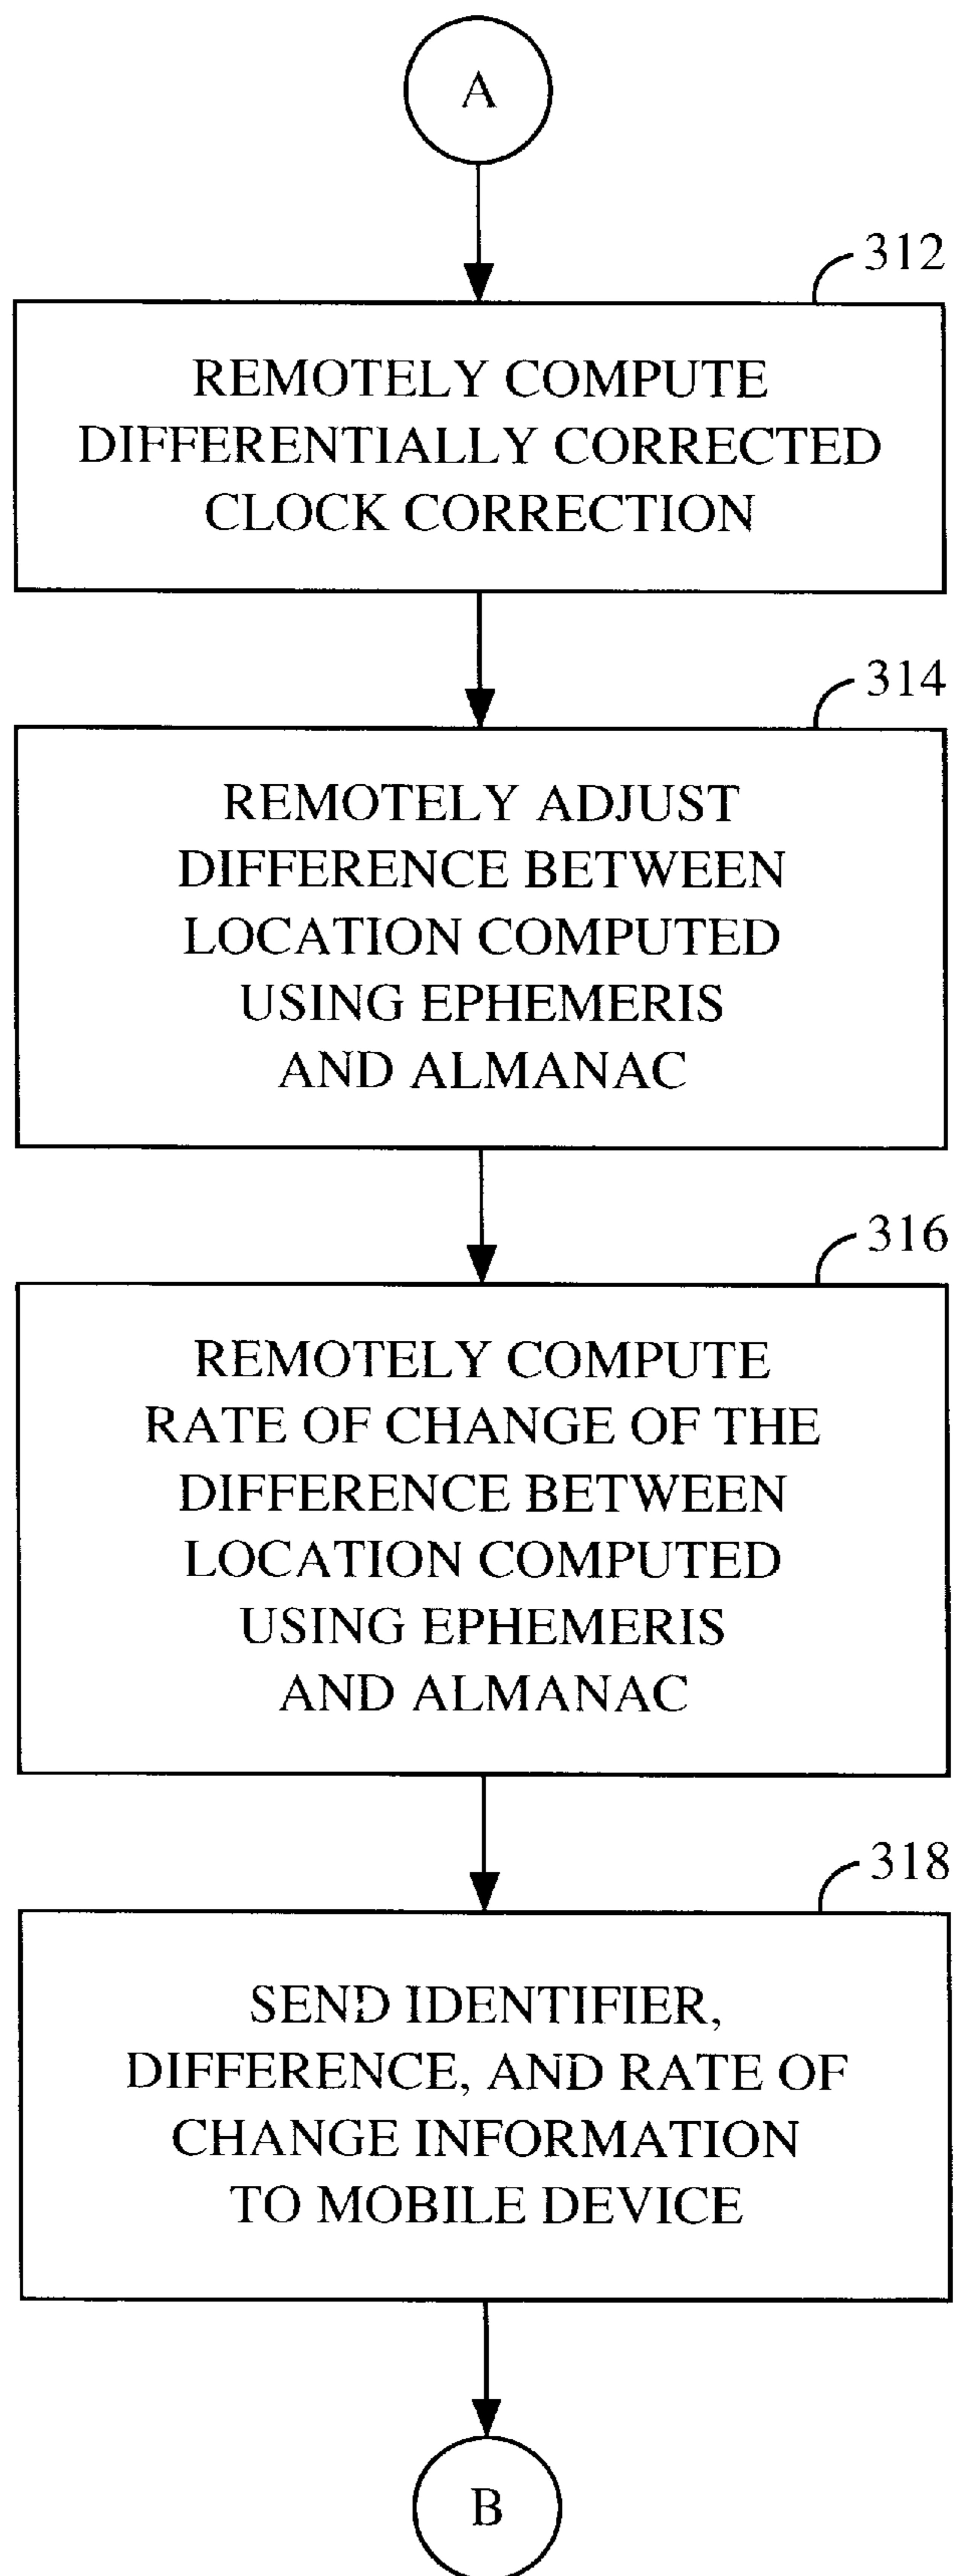 A
312
REMOTELY COMPUTE
DIFFERENTIALLY CORRECTED
CLOCK CORRECTION
314
REMOTELY ADJUST
DIFFERENCE BETWEEN
LOCATION COMPUTED
USING EPHEMERIS
AND ALMANAC
316
REMOTELY COMPUTE
RATE OF CHANGE OF THE
DIFFERENCE BETWEEN
LOCATION COMPUTED
USING EPHEMERIS
AND ALMANAC
318
SEND IDENTIFIER,
DIFFERENCE, AND RATE OF
CHANGE INFORMATION
TO MOBILE DEVICE
B